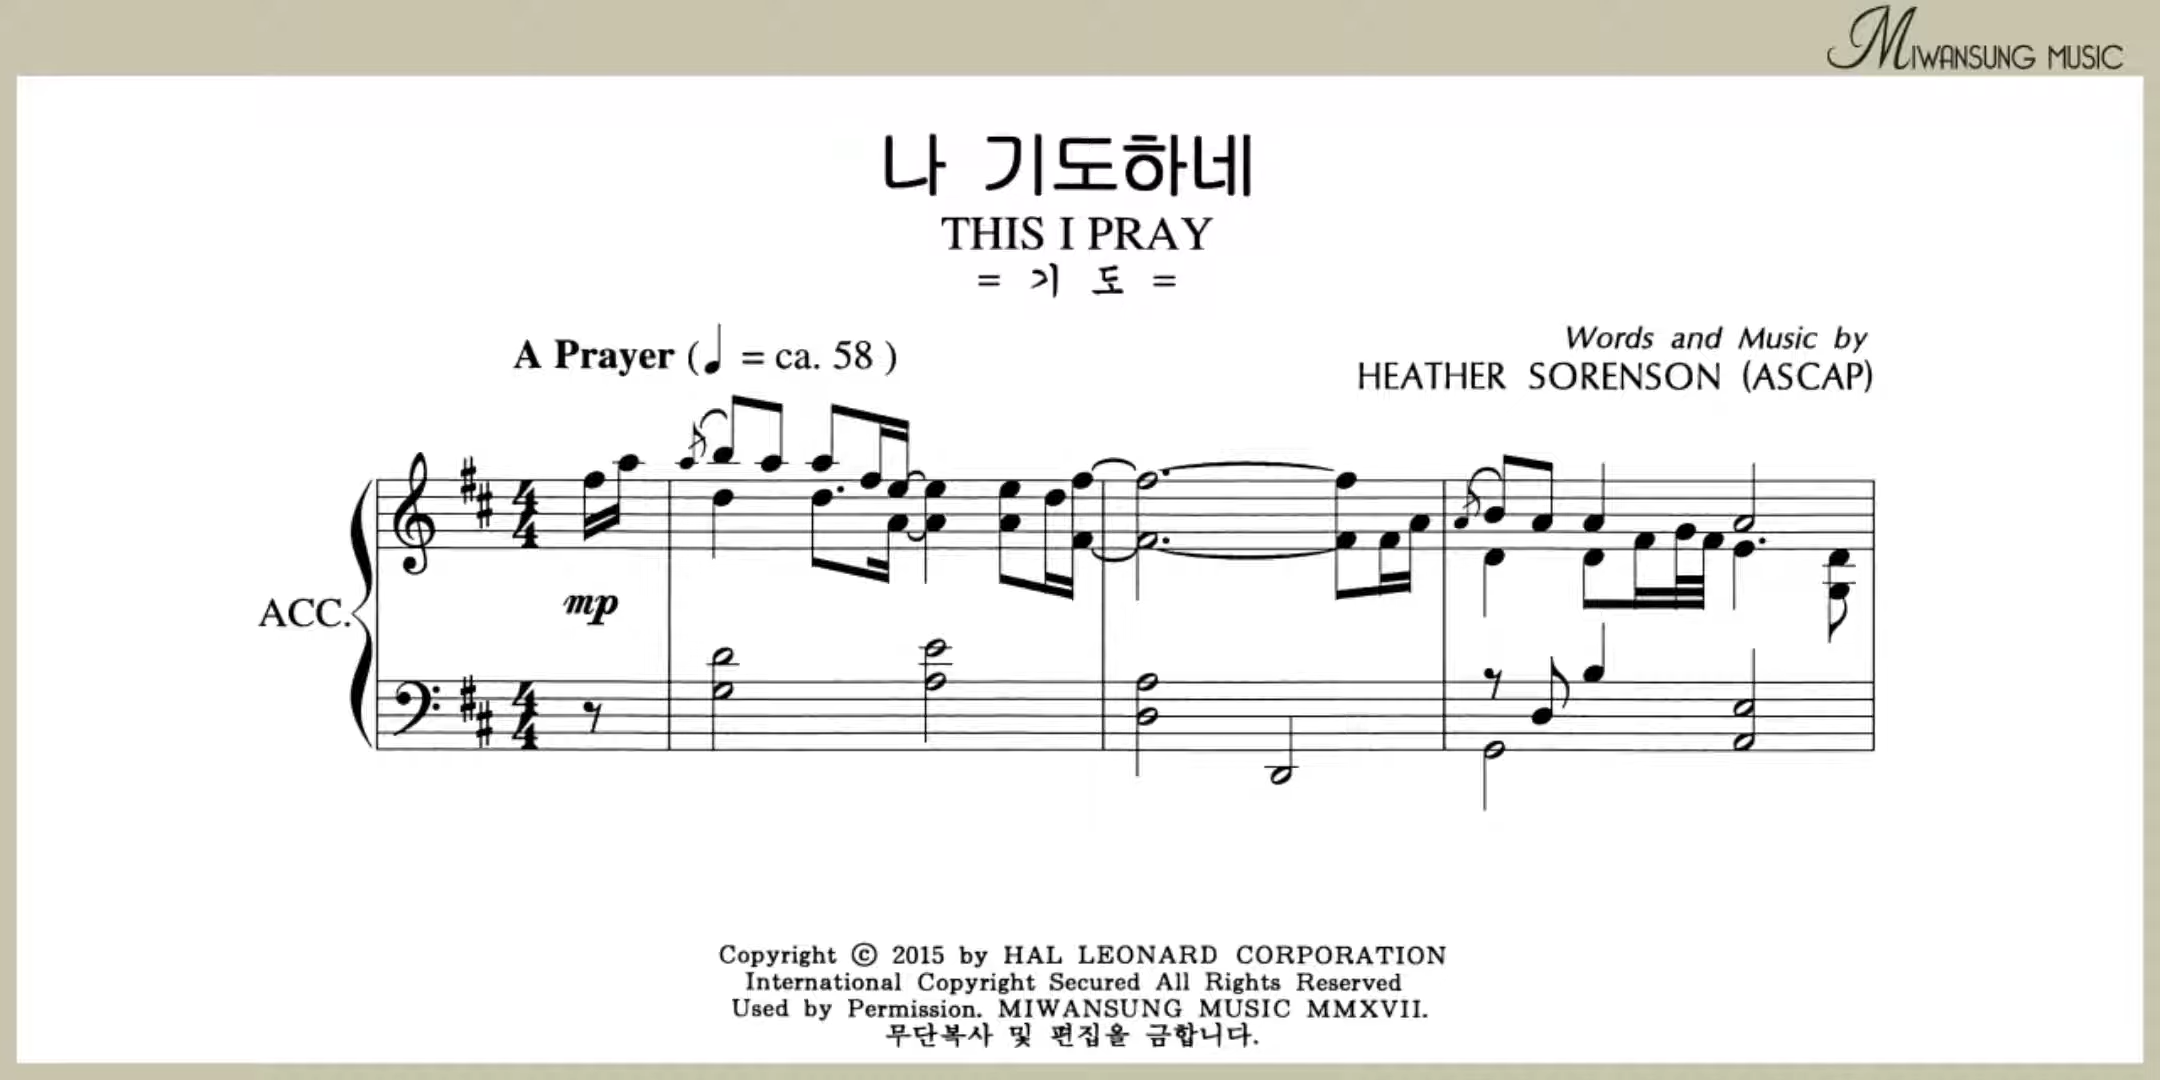 MIWANSUNG MUSIC
나 기도하네
THIS I PRAY
= 기 도 =
A Prayer (♩ = ca. 58 )
Words and Music by
HEATHER SORENSON (ASCAP)
mp
ACC.
Copyright © 2015 by HAL LEONARD CORPORATION
International Copyright Secured All Rights Reserved
Used by Permission. MIWANSUNG MUSIC MMXVII.
무단복사 및 편집을 금합니다.